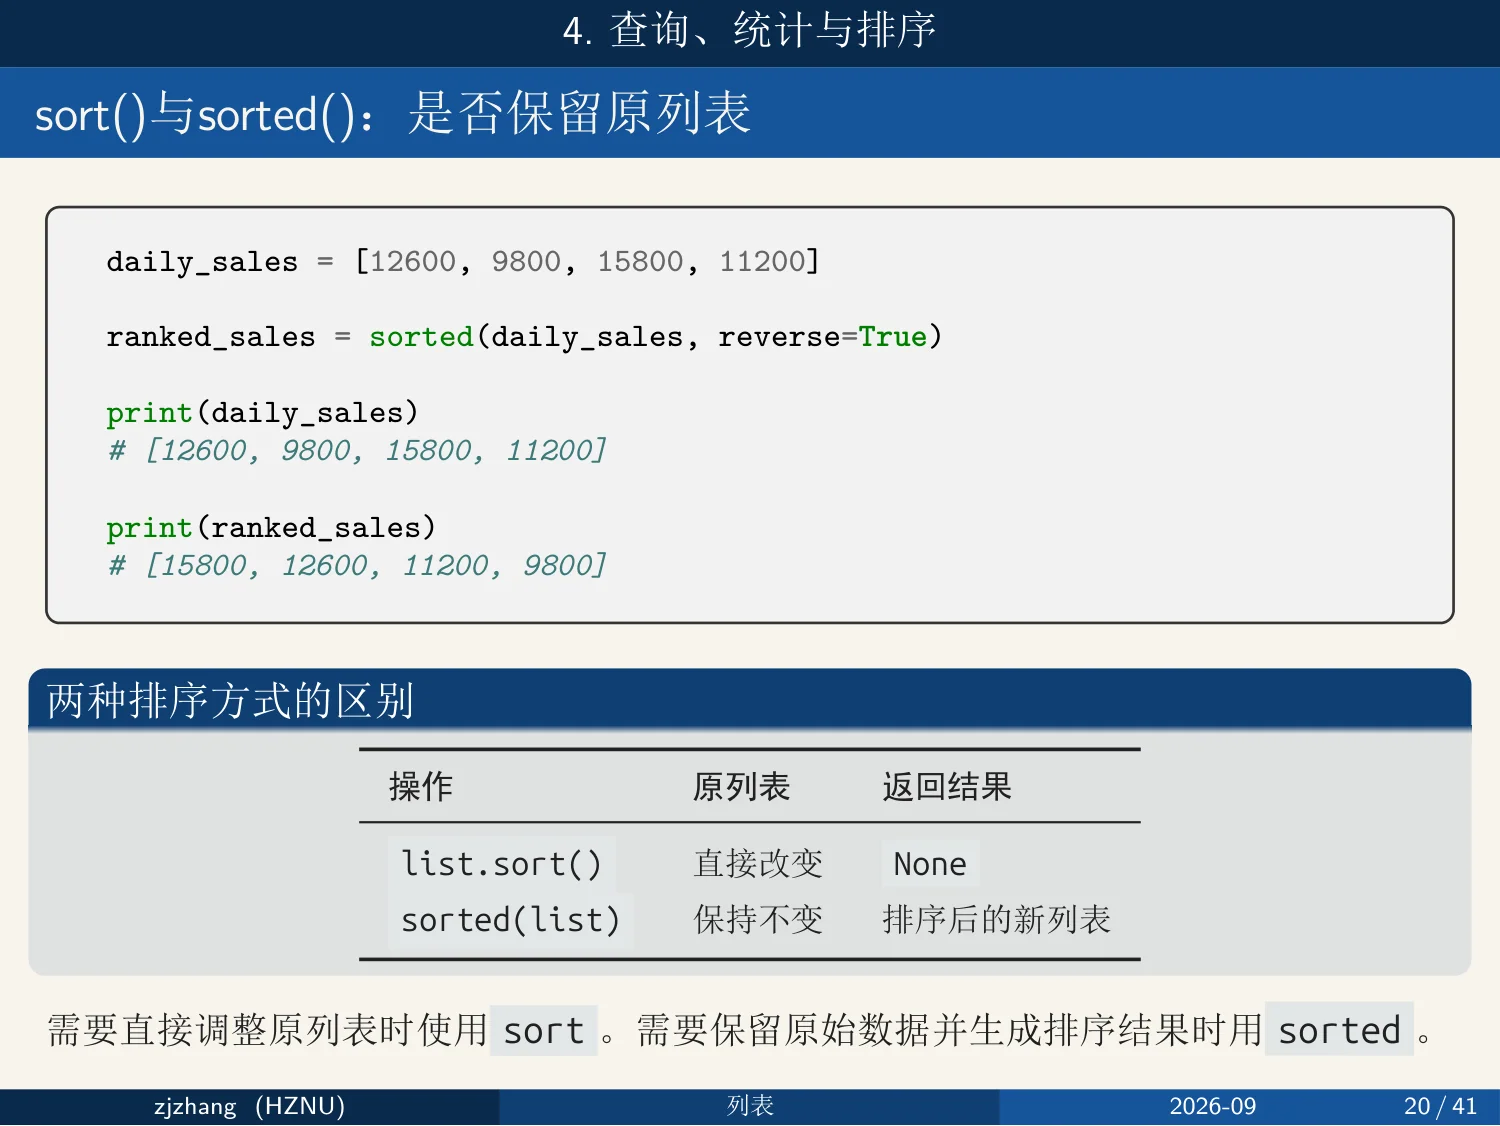 4. 查询、统计与排序
sort()与sorted()：是否保留原列表
daily_sales = [12600, 9800, 15800, 11200]
ranked_sales = sorted(daily_sales, reverse=True)
print(daily_sales)
# [12600, 9800, 15800, 11200]
print(ranked_sales)
# [15800, 12600, 11200, 9800]
两种排序方式的区别
操作 原列表 返回结果
list.sort() 直接改变 None
sorted(list) 保持不变 排序后的新列表
需要直接调整原列表时使用 sort 。需要保留原始数据并生成排序结果时用 sorted 。
zjzhang (HZNU) 列表 2026-09 20 / 41